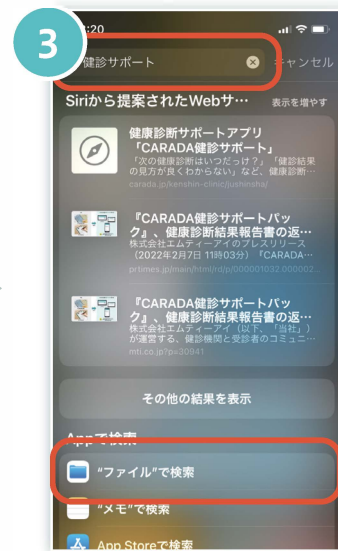 3
:20
健診サポート
キャンセル
Siriから提案されたWebサ… 表示を増やす
健康診断サポートアプリ
「CARADA健診サポート」
「次の健康診断はいつだっけ？」「健診結果
の見方が良くわからない」など、健康診断…
carada.jp/kenshin-clinic/jushinsha/
『CARADA健診サポートパッ
ク』、健康診断結果報告書の返…
株式会社エムティーアイのプレスリリース
（2022年2月7日 11時03分）『CARADA…
prtimes.jp/main/html/rd/p/000001032.000002...
『CARADA健診サポートパッ
ク』、健康診断結果報告書の返…
株式会社エムティーアイ（以下、「当社」）
が運営する、健診機関と受診者のコミュニ…
mti.co.jp?p=30941
その他の結果を表示
Appで検索
"ファイル"で検索
"メモ"で検索
App Storeで検索